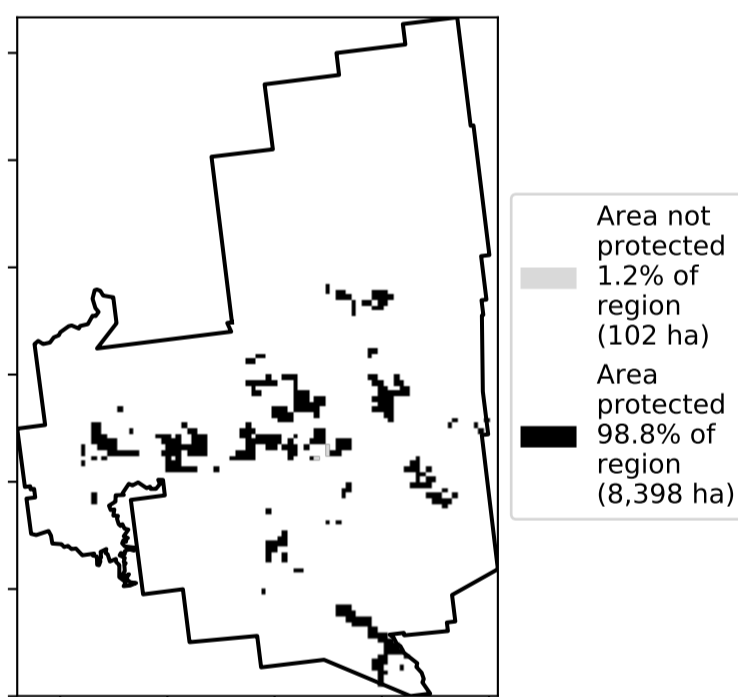 Area not
protected
1.2% of
region
(102 ha)
Area
protected
98.8% of
region
(8,398 ha)